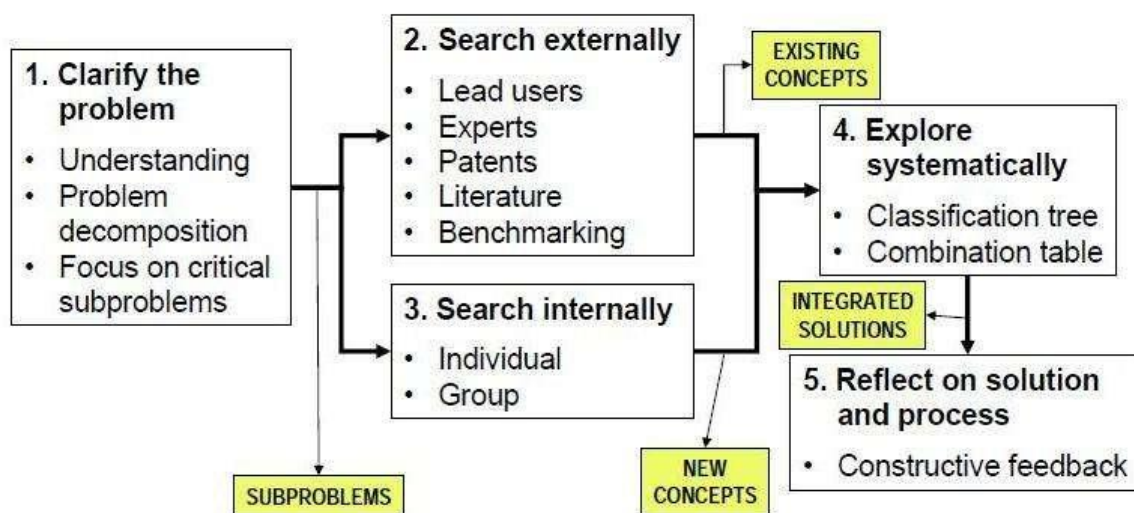 1. Clarify the
problem
• Understanding
• Problem
decomposition
• Focus on critical
subproblems
2. Search externally
• Lead users
• Experts
• Patents
• Literature
• Benchmarking
3. Search internally
• Individual
• Group
EXISTING
CONCEPTS
4. Explore
systematically
• Classification tree
• Combination table
INTEGRATED
SOLUTIONS
5. Reflect on solution
and process
• Constructive feedback
SUBPROBLEMS
NEW
CONCEPTS